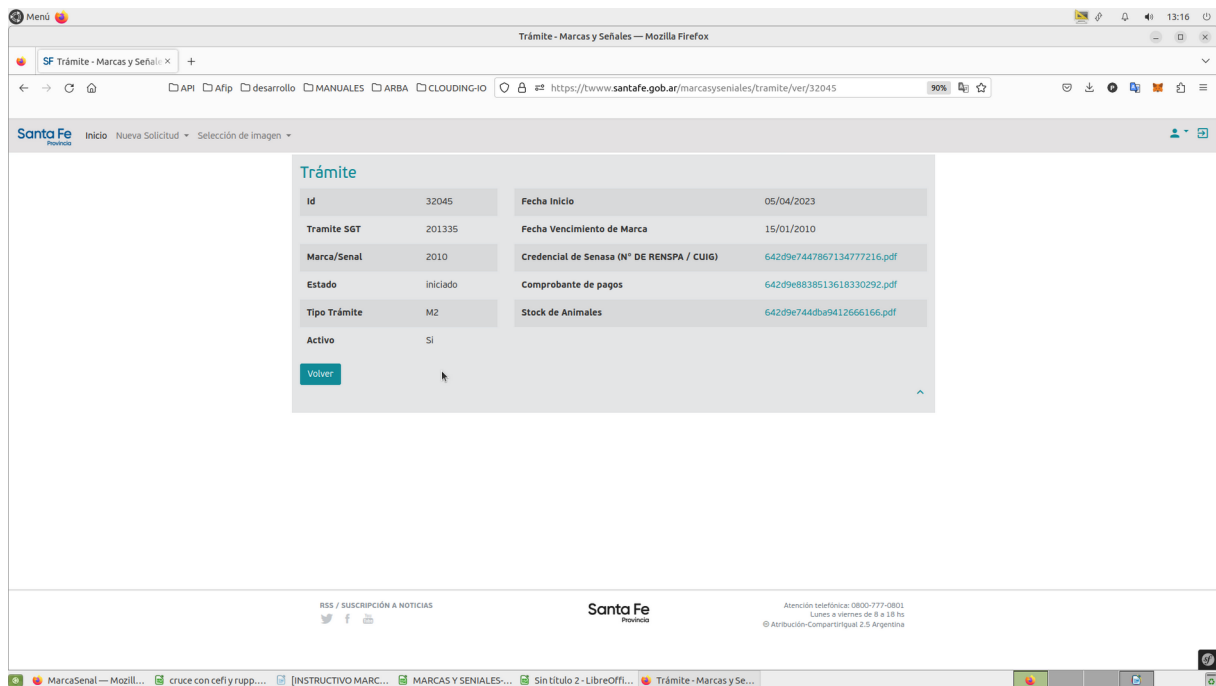 Menú
13:16
Trámite - Marcas y Señales — Mozilla Firefox
SF Trámite - Marcas y Señale
API Afip desarrollo MANUALES ARBA CLOUDING-IO https://twww.santafe.gob.ar/marcasyseniales/tramite/ver/32045 90%
Santa Fe Provincia Inicio Nueva Solicitud Selección de imagen
Trámite
Id 32045 Fecha Inicio 05/04/2023
Tramite SGT 201335 Fecha Vencimiento de Marca 15/01/2010
Marca/Senal 2010 Credencial de Senasa (N° DE RENSPA / CUIG) 642d9e7447867134777216.pdf
Estado iniciado Comprobante de pagos 642d9e8838513618330292.pdf
Tipo Trámite M2 Stock de Animales 642d9e744dba9412666166.pdf
Activo Si
Volver
RSS / SUSCRIPCIÓN A NOTICIAS
Santa Fe
Provincia
Atención telefónica: 0800-777-0801
Lunes a viernes de 8 a 18 hs
Atribución-CompartirIgual 2.5 Argentina
MarcaSenal — Mozill... cruce con cefi y rupp.... [INSTRUCTIVO MARC... MARCAS Y SENIALES-... Sin título 2 - LibreOffi... Trámite - Marcas y Se...